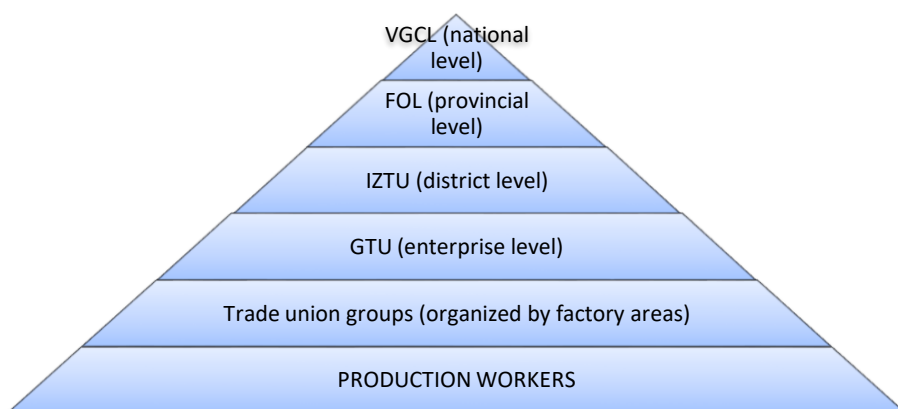 VGCL (national
level)
FOL (provincial
level)
IZTU (district level)
GTU (enterprise level)
Trade union groups (organized by factory areas)
PRODUCTION WORKERS